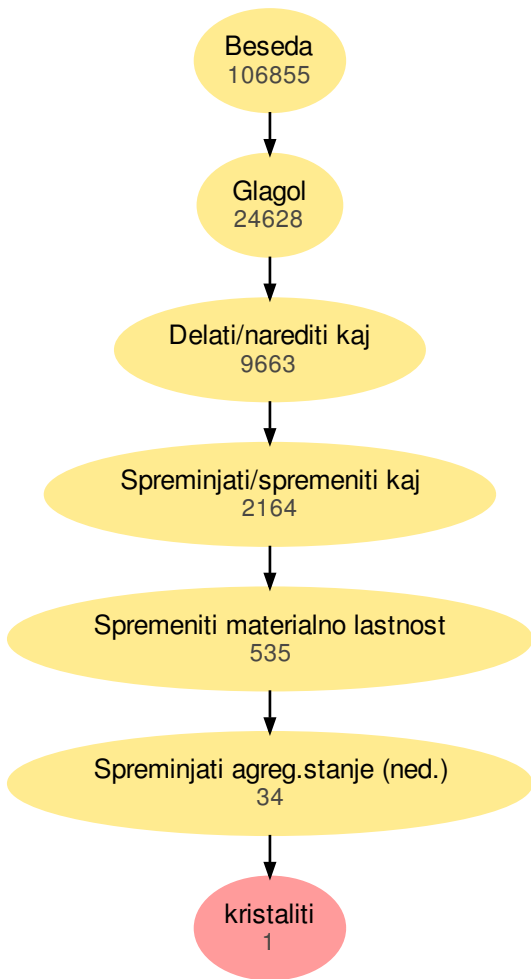 Beseda
106855
Glagol
24628
Delati/narediti kaj
9663
Spreminjati/spremeniti kaj
2164
Spremeniti materialno lastnost
535
Spreminjati agreg.stanje (ned.)
34
kristaliti
1